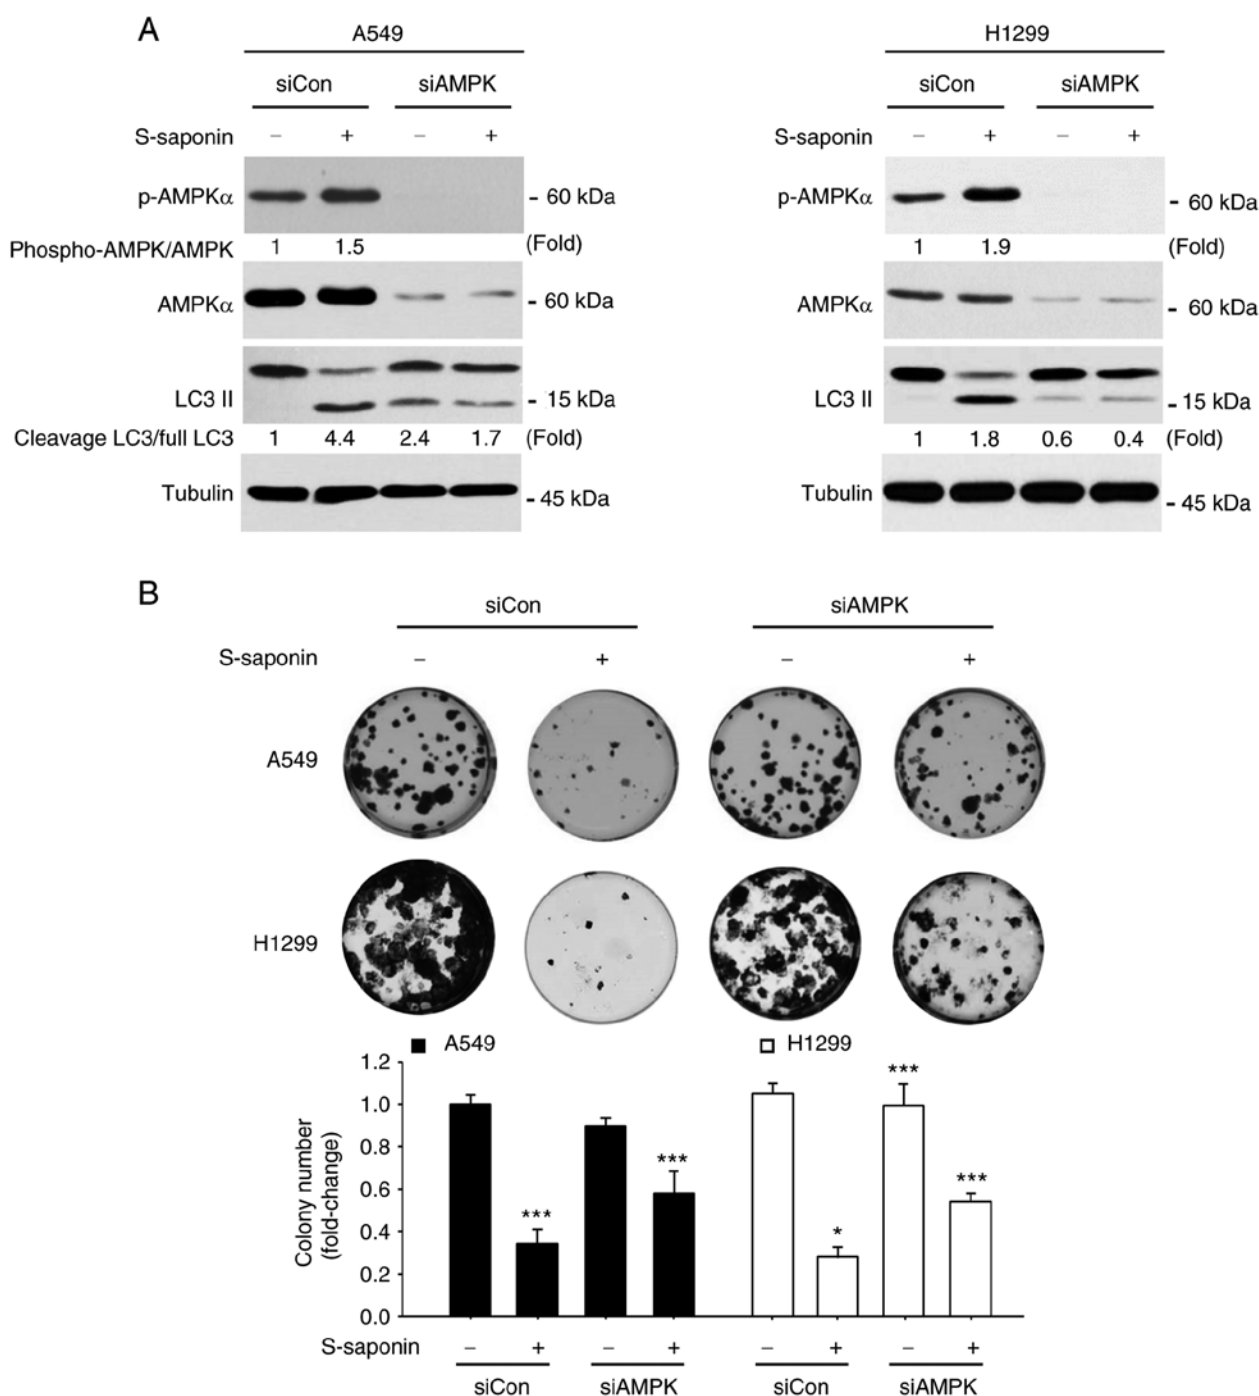 A
A549
H1299
siCon siAMPK
siCon siAMPK
S-saponin – + – +
S-saponin – + – +
p-AMPKα - 60 kDa
p-AMPKα - 60 kDa
Phospho-AMPK/AMPK 1 1.5 (Fold)
1 1.9 (Fold)
AMPKα - 60 kDa
AMPKα - 60 kDa
LC3 II - 15 kDa
LC3 II - 15 kDa
Cleavage LC3/full LC3 1 4.4 2.4 1.7 (Fold)
1 1.8 0.6 0.4 (Fold)
Tubulin - 45 kDa
Tubulin - 45 kDa
B
siCon siAMPK
S-saponin – + – +
A549
H1299
A549 H1299
Colony number
(fold-change)
1.2
1.0
0.8
0.6
0.4
0.2
0.0
*** *** * *** ***
S-saponin – + – + – + – +
siCon siAMPK siCon siAMPK